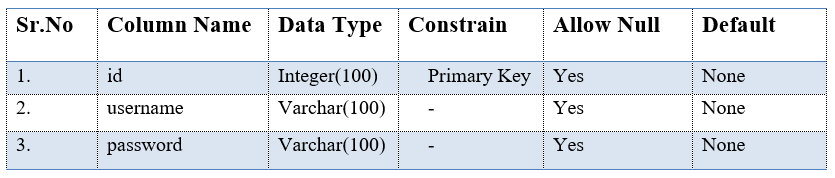 Sr.No Column Name Data Type Constrain Allow Null Default
1. id Integer(100) Primary Key Yes None
2. username Varchar(100) - Yes None
3. password Varchar(100) - Yes None